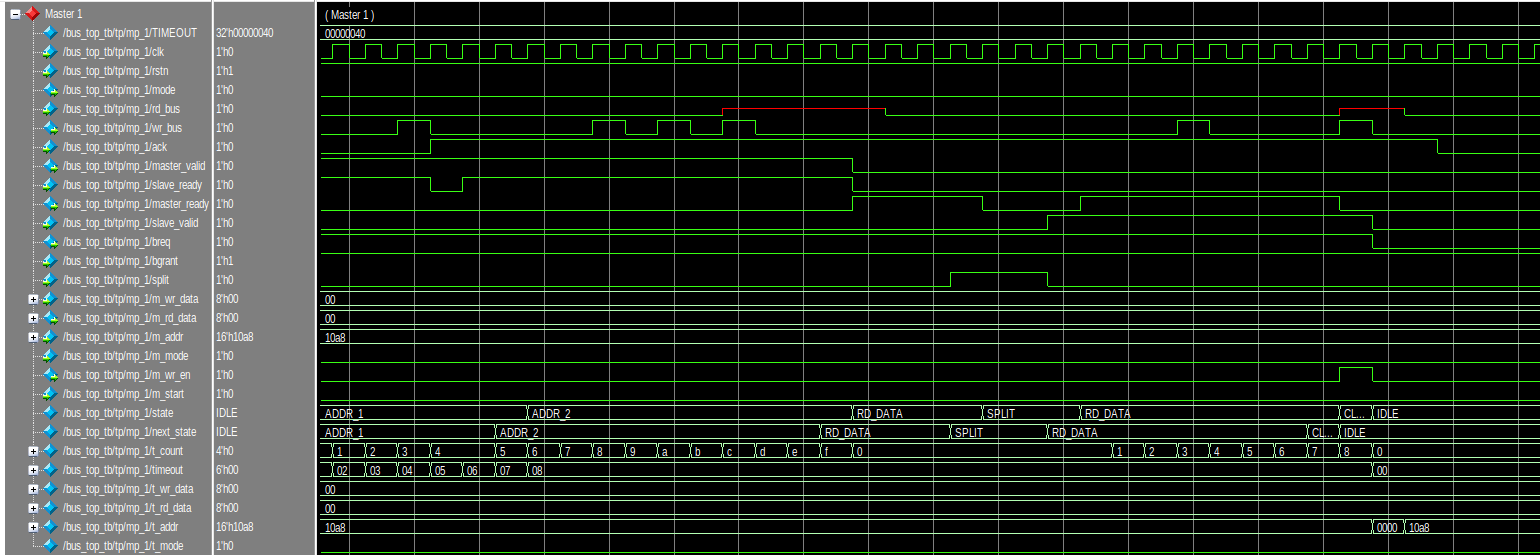 Master 1 ( Master 1 )
/bus_top_tb/tp/mp_1/TIMEOUT 32'h00000040 00000040
/bus_top_tb/tp/mp_1/clk 1'h0
/bus_top_tb/tp/mp_1/rstn 1'h1
/bus_top_tb/tp/mp_1/mode 1'h0
/bus_top_tb/tp/mp_1/rd_bus 1'h0
/bus_top_tb/tp/mp_1/wr_bus 1'h0
/bus_top_tb/tp/mp_1/ack 1'h0
/bus_top_tb/tp/mp_1/master_valid 1'h0
/bus_top_tb/tp/mp_1/slave_ready 1'h0
/bus_top_tb/tp/mp_1/master_ready 1'h0
/bus_top_tb/tp/mp_1/slave_valid 1'h0
/bus_top_tb/tp/mp_1/breq 1'h0
/bus_top_tb/tp/mp_1/bgrant 1'h1
/bus_top_tb/tp/mp_1/split 1'h0
/bus_top_tb/tp/mp_1/m_wr_data 8'h00 00
/bus_top_tb/tp/mp_1/m_rd_data 8'h00 00
/bus_top_tb/tp/mp_1/m_addr 16'h10a8 10a8
/bus_top_tb/tp/mp_1/m_mode 1'h0
/bus_top_tb/tp/mp_1/m_wr_en 1'h0
/bus_top_tb/tp/mp_1/m_start 1'h0
/bus_top_tb/tp/mp_1/state IDLE ADDR_1 ADDR_2 RD_DATA SPLIT RD_DATA CL... IDLE
/bus_top_tb/tp/mp_1/next_state IDLE ADDR_1 ADDR_2 RD_DATA SPLIT RD_DATA CL... IDLE
/bus_top_tb/tp/mp_1/t_count 4'h0 1 2 3 4 5 6 7 8 9 a b c d e f 0 1 2 3 4 5 6 7 8 0
/bus_top_tb/tp/mp_1/timeout 6'h00 02 03 04 05 06 07 08 00
/bus_top_tb/tp/mp_1/t_wr_data 8'h00 00
/bus_top_tb/tp/mp_1/t_rd_data 8'h00 00
/bus_top_tb/tp/mp_1/t_addr 16'h10a8 10a8 0000 10a8
/bus_top_tb/tp/mp_1/t_mode 1'h0